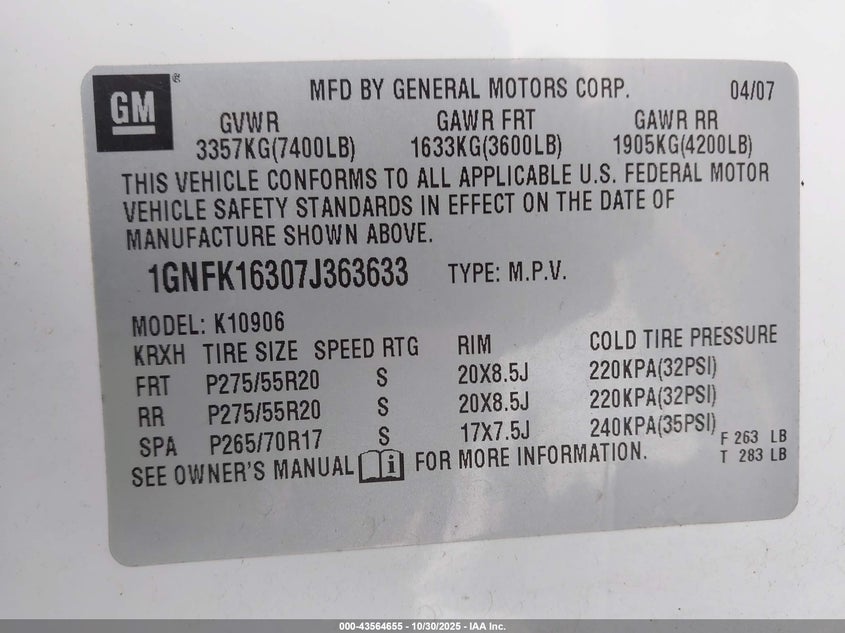 GM ®
MFD BY GENERAL MOTORS CORP. 04/07
GVWR GAWR FRT GAWR RR
3357KG(7400LB) 1633KG(3600LB) 1905KG(4200LB)
THIS VEHICLE CONFORMS TO ALL APPLICABLE U.S. FEDERAL MOTOR
VEHICLE SAFETY STANDARDS IN EFFECT ON THE DATE OF
MANUFACTURE SHOWN ABOVE.
1GNFK16307J363633 TYPE: M.P.V.
MODEL: K10906
KRXH TIRE SIZE SPEED RTG RIM COLD TIRE PRESSURE
FRT P275/55R20 S 20X8.5J 220KPA(32PSI)
RR P275/55R20 S 20X8.5J 220KPA(32PSI)
SPA P265/70R17 S 17X7.5J 240KPA(35PSI)
F 263 LB
SEE OWNER'S MANUAL i FOR MORE INFORMATION.
T 283 LB
000-43564655 - 10/30/2025 - IAA Inc.